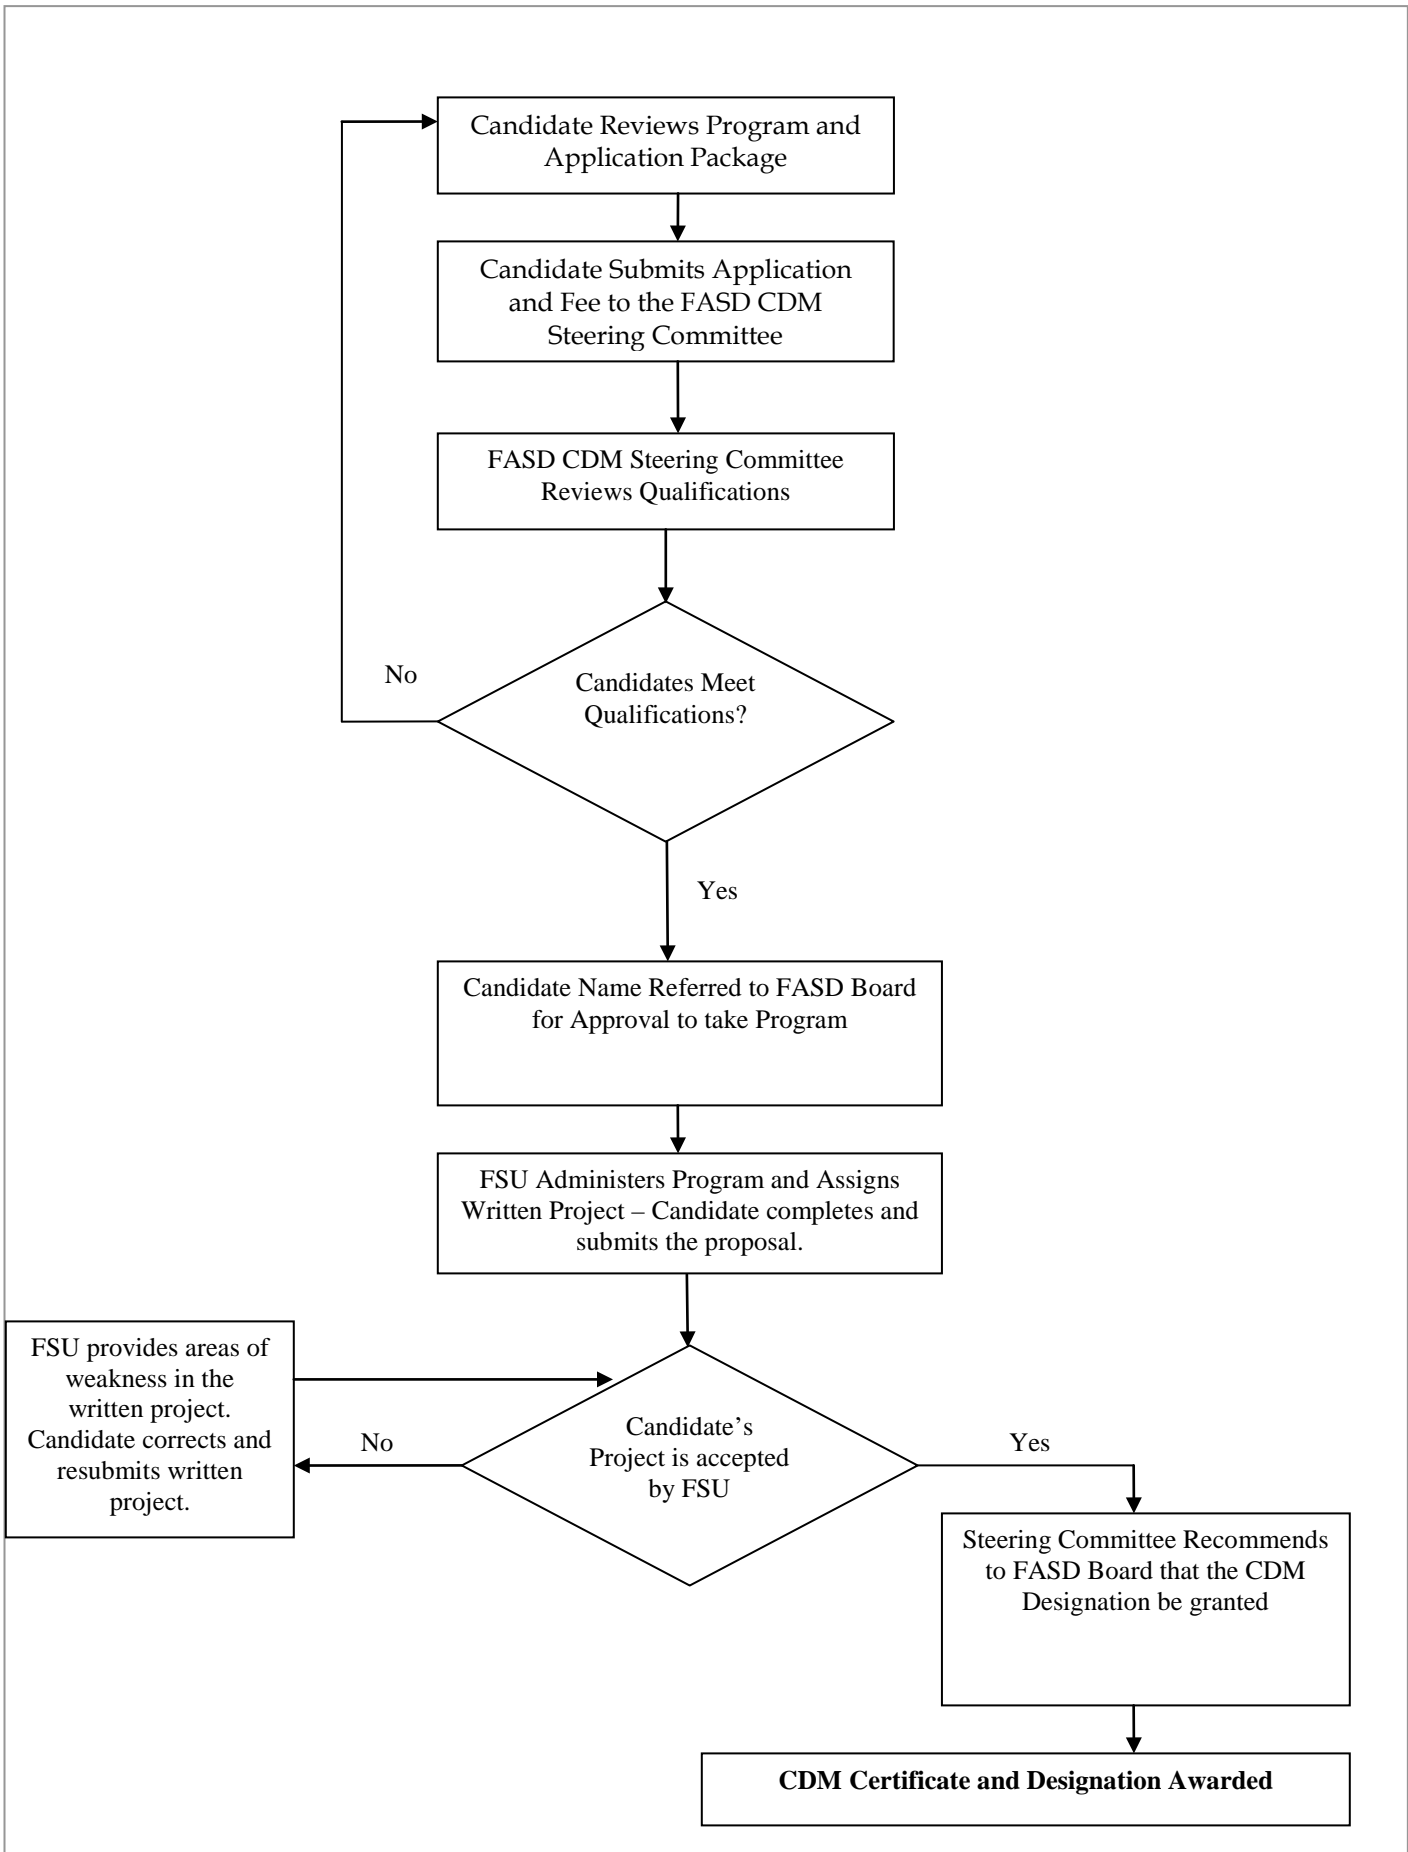 Candidate Reviews Program and
Application Package
Candidate Submits Application
and Fee to the FASD CDM
Steering Committee
FASD CDM Steering Committee
Reviews Qualifications
No
Candidates Meet
Qualifications?
Yes
Candidate Name Referred to FASD Board
for Approval to take Program
FSU Administers Program and Assigns
Written Project – Candidate completes and
submits the proposal.
FSU provides areas of
weakness in the
written project.
Candidate corrects and
resubmits written
project.
No
Candidate’s
Project is accepted
by FSU
Yes
Steering Committee Recommends
to FASD Board that the CDM
Designation be granted
CDM Certificate and Designation Awarded